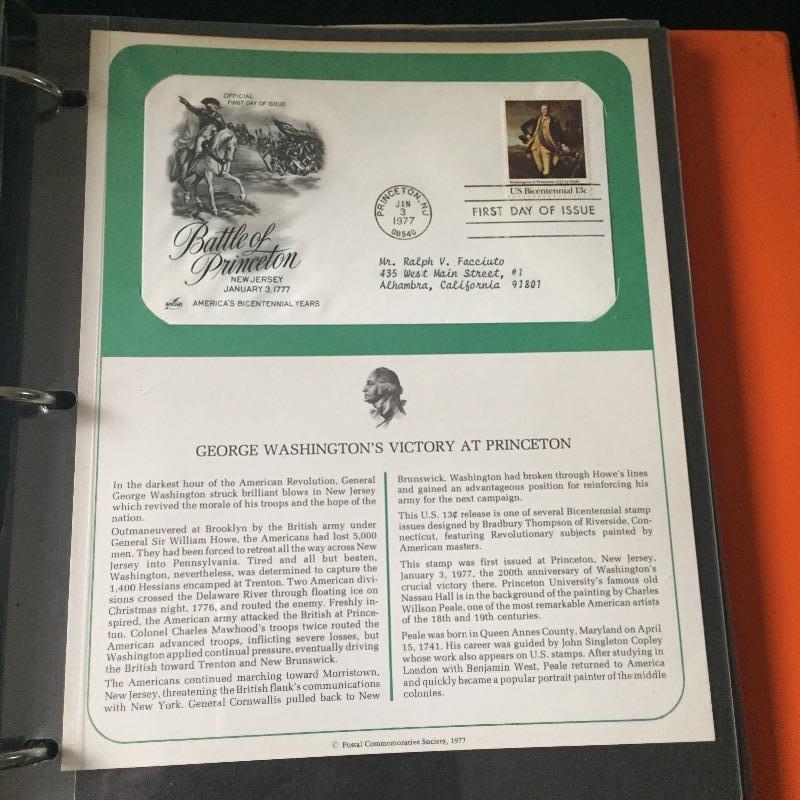 OFFICIAL
FIRST DAY OF ISSUE
Battle of
Princeton
NEW JERSEY
JANUARY 3, 1777
AMERICA'S BICENTENNIAL YEARS
PRINCETON, NJ
JAN
3
1977
08540
Washington at Princeton 1777 by Peale
US Bicentennial 13c
FIRST DAY OF ISSUE
Mr. Ralph V. Facciuto
435 West Main Street, #1
Alhambra, California 91801
GEORGE WASHINGTON'S VICTORY AT PRINCETON
In the darkest hour of the American Revolution, General
George Washington struck brilliant blows in New Jersey
which revived the morale of his troops and the hope of the
nation.
Outmaneuvered at Brooklyn by the British army under
General Sir William Howe, the Americans had lost 5,000
men. They had been forced to retreat all the way across New
Jersey into Pennsylvania. Tired and all but beaten,
Washington, nevertheless, was determined to capture the
1,400 Hessians encamped at Trenton. Two American divi-
sions crossed the Delaware River through floating ice on
Christmas night, 1776, and routed the enemy. Freshly in-
spired, the American army attacked the British at Prince-
ton. Colonel Charles Mawhood's troops twice routed the
American advanced troops, inflicting severe losses, but
Washington applied continual pressure, eventually driving
the British toward Trenton and New Brunswick.
The Americans continued marching toward Morristown,
New Jersey, threatening the British flank's communications
with New York. General Cornwallis pulled back to New
Brunswick. Washington had broken through Howe's lines
and gained an advantageous position for reinforcing his
army for the next campaign.
This U.S. 13¢ release is one of several Bicentennial stamp
issues designed by Bradbury Thompson of Riverside, Con-
necticut, featuring Revolutionary subjects painted by
American masters.
This stamp was first issued at Princeton, New Jersey,
January 3, 1977, the 200th anniversary of Washington's
crucial victory there. Princeton University's famous old
Nassau Hall is in the background of the painting by Charles
Willson Peale, one of the most remarkable American artists
of the 18th and 19th centuries.
Peale was born in Queen Annes County, Maryland on April
15, 1741. His career was guided by John Singleton Copley
whose work also appears on U.S. stamps. After studying in
London with Benjamin West, Peale returned to America
and quickly became a popular portrait painter of the middle
colonies.
© Postal Commemorative Society, 1977